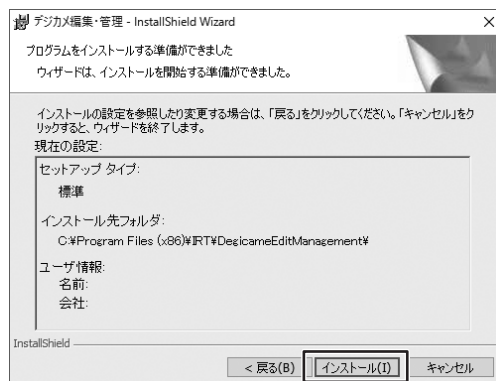 デジカメ編集・管理 - InstallShield Wizard
プログラムをインストールする準備ができました
ウィザードは、インストールを開始する準備ができました。
インストールの設定を参照したり変更する場合は、「戻る」をクリックしてください。「キャンセル」をク
リックすると、ウィザードを終了します。
現在の設定:
セットアップ タイプ:
標準
インストール先フォルダ:
C:¥Program Files (x86)¥IRT¥DegicameEditManagement¥
ユーザ情報:
名前:
会社:
InstallShield
< 戻る(B) インストール(I) キャンセル